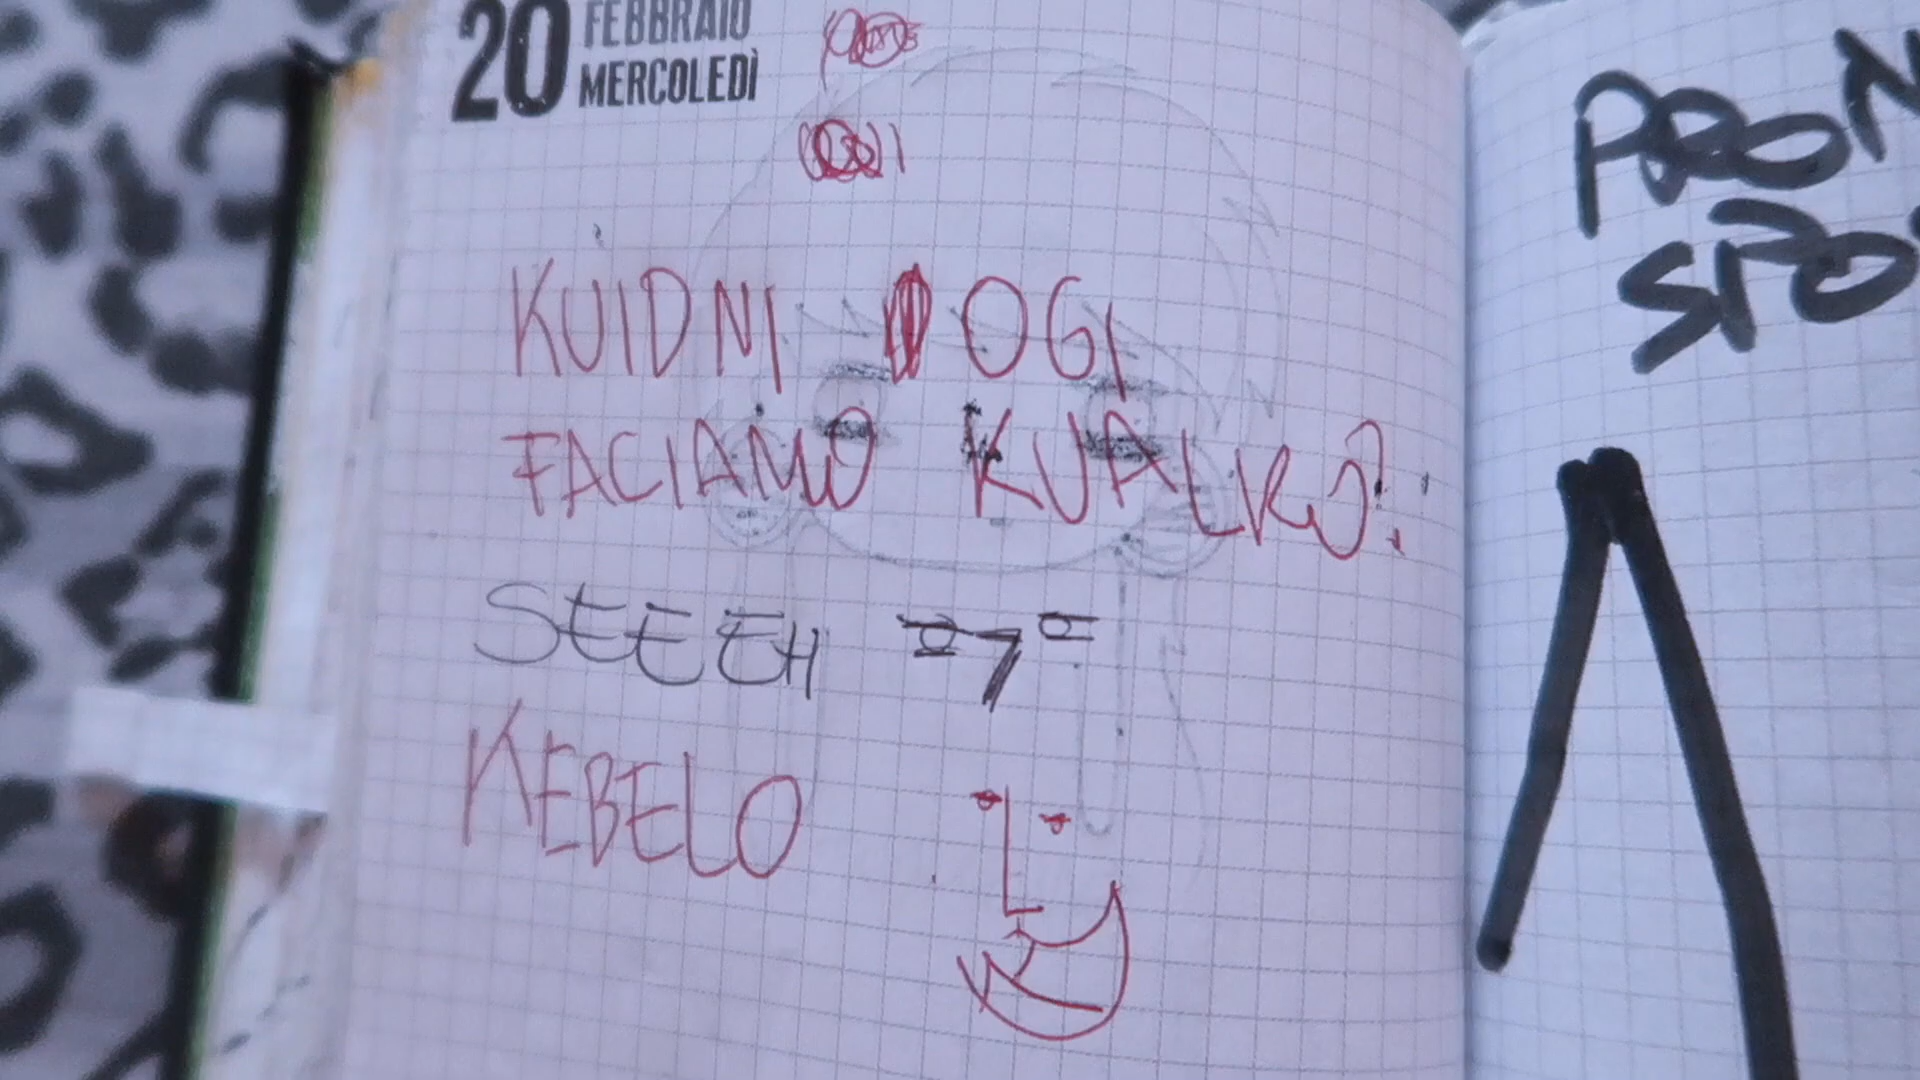 20 FEBBRAIO
MERCOLEDÌ
KUIDNI OGI
FACIAMO KUALKO?
SEEEH
KEBELO
PRON
SPO